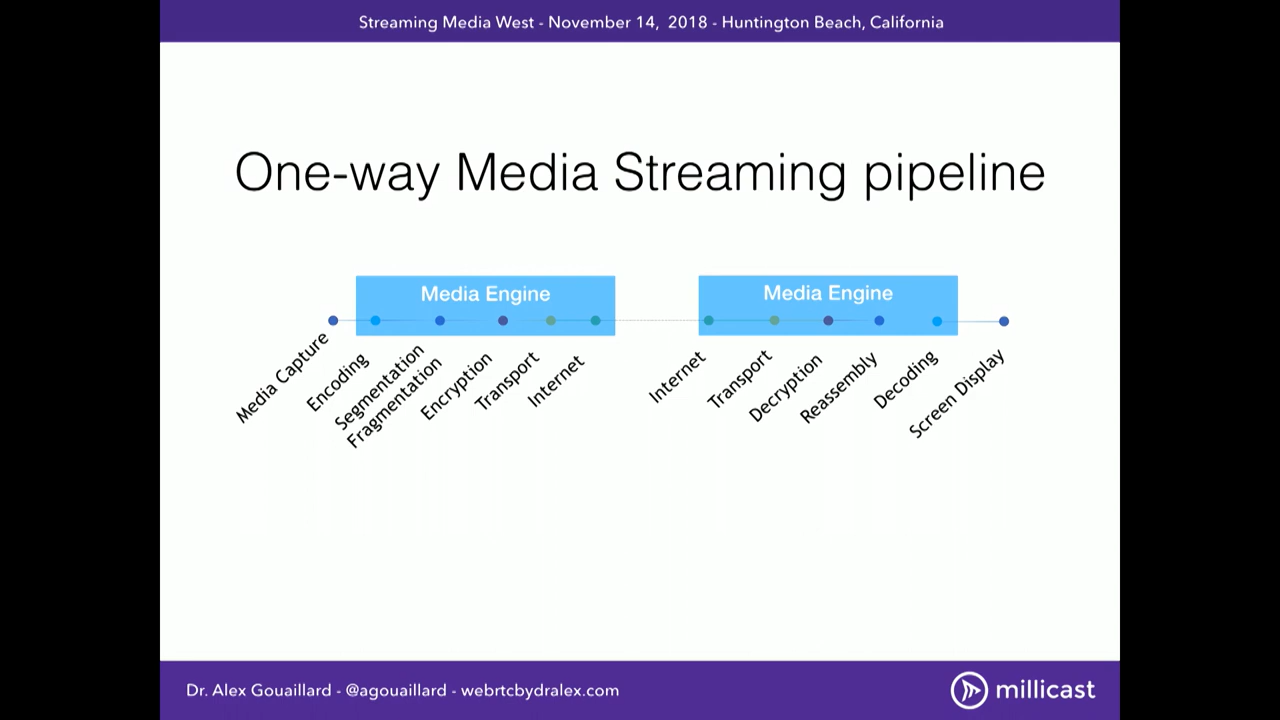 Streaming Media West - November 14, 2018 - Huntington Beach, California
One-way Media Streaming pipeline
Media Engine
Media Engine
Media Capture
Encoding
Segmentation
Fragmentation
Encryption
Transport
Internet
Internet
Transport
Decryption
Reassembly
Decoding
Screen Display
Dr. Alex Gouaillard - @agouaillard - webrtcbydralex.com
millicast